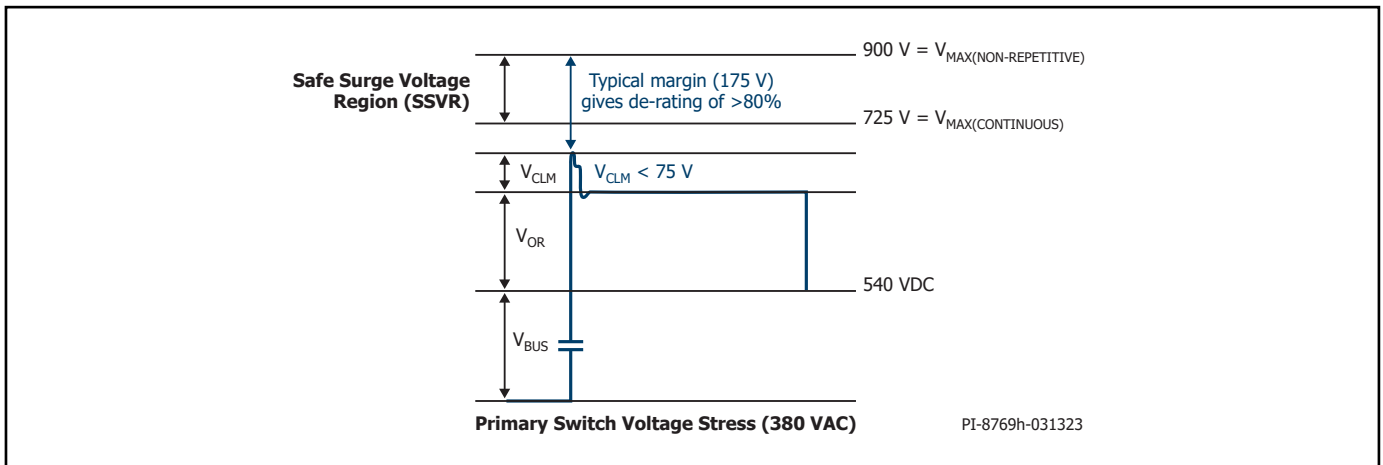 900 V = VMAX(NON-REPETITIVE)
Safe Surge Voltage
Region (SSVR)
Typical margin (175 V)
gives de-rating of >80%
725 V = VMAX(CONTINUOUS)
VCLM
VCLM < 75 V
VOR
540 VDC
VBUS
Primary Switch Voltage Stress (380 VAC)
PI-8769h-031323